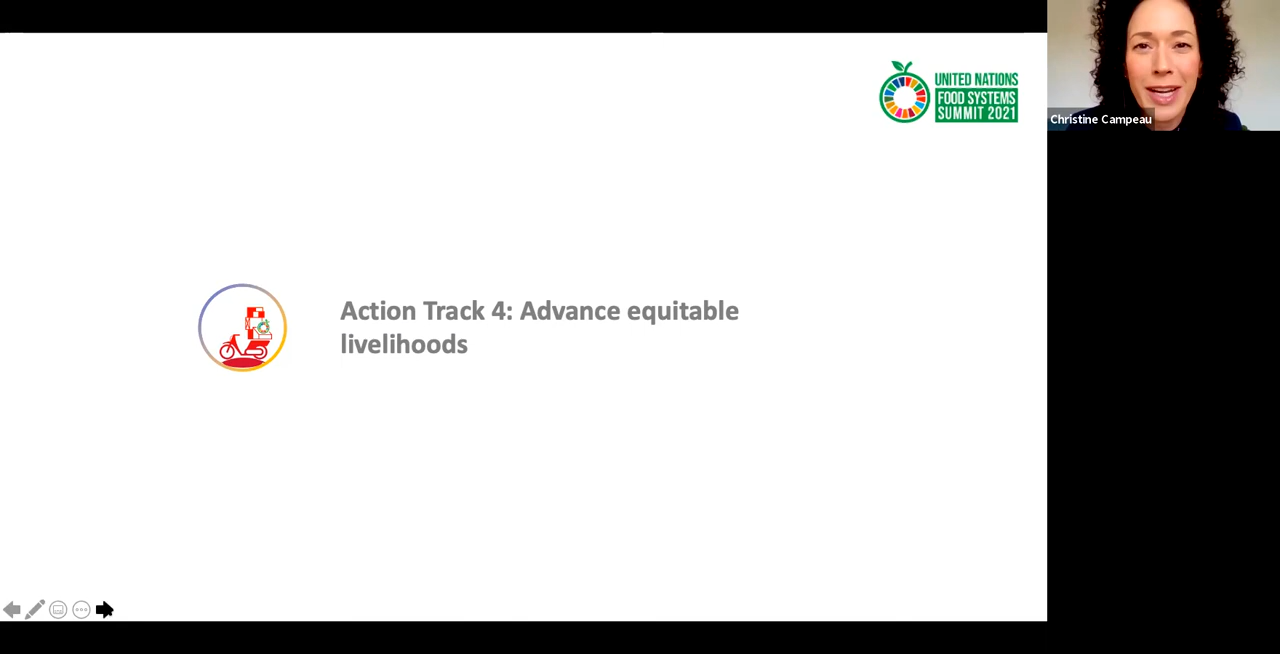 UNITED NATIONS
FOOD SYSTEMS
SUMMIT 2021
Christine Campeau
Action Track 4: Advance equitable
livelihoods